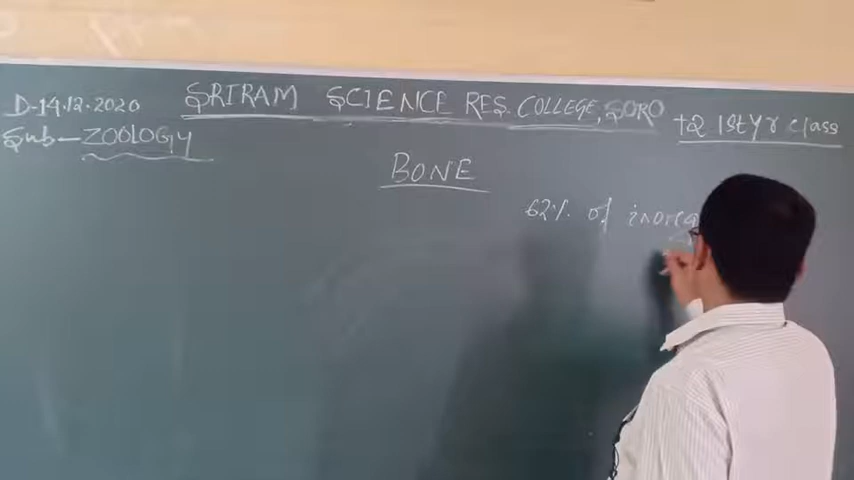 D-14.12.2020 SRIRAM SCIENCE RES. COLLEGE, SORO +2 1st yr class
Sub-ZOOLOGY
BONE
62% of inorga